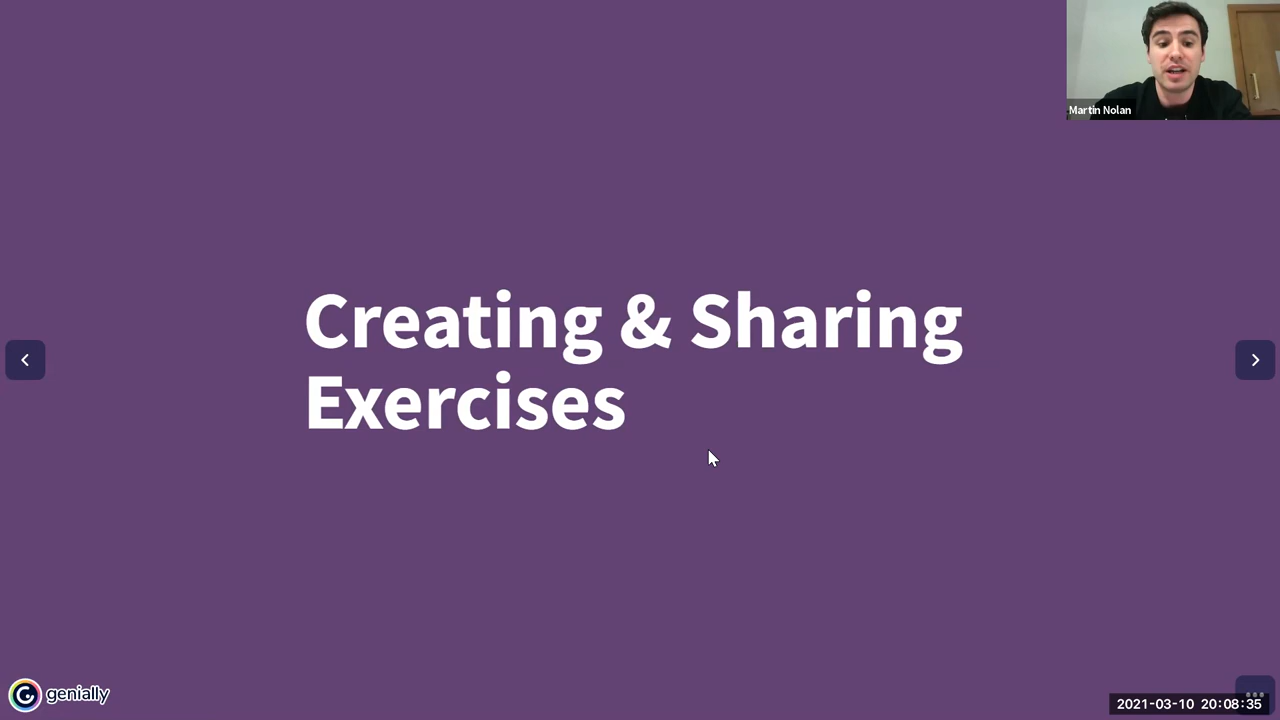 Martin Nolan
Creating & Sharing
Exercises
genially
2021-03-10 20:08:35